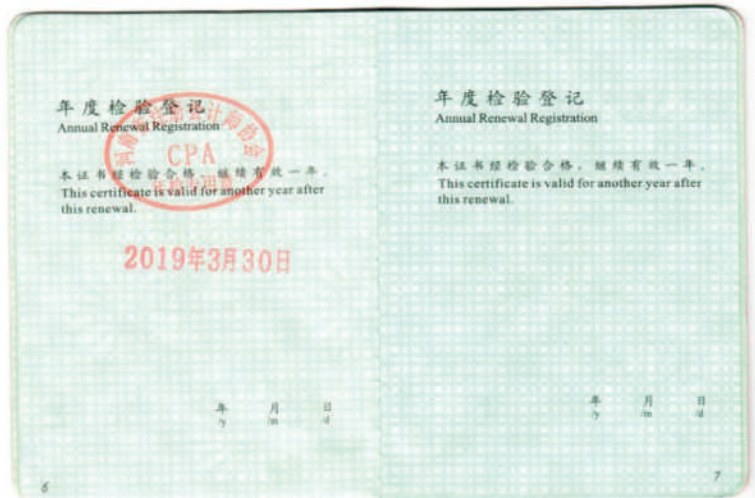 年度检验登记
Annual Renewal Registration
本证书经检验合格，继续有效一年。
This certificate is valid for another year after
this renewal.
CPA
2019年3月30日
年 月 日
/y /m /d
6
年度检验登记
Annual Renewal Registration
本证书经检验合格，继续有效一年。
This certificate is valid for another year after
this renewal.
年 月 日
/y /m /d
7